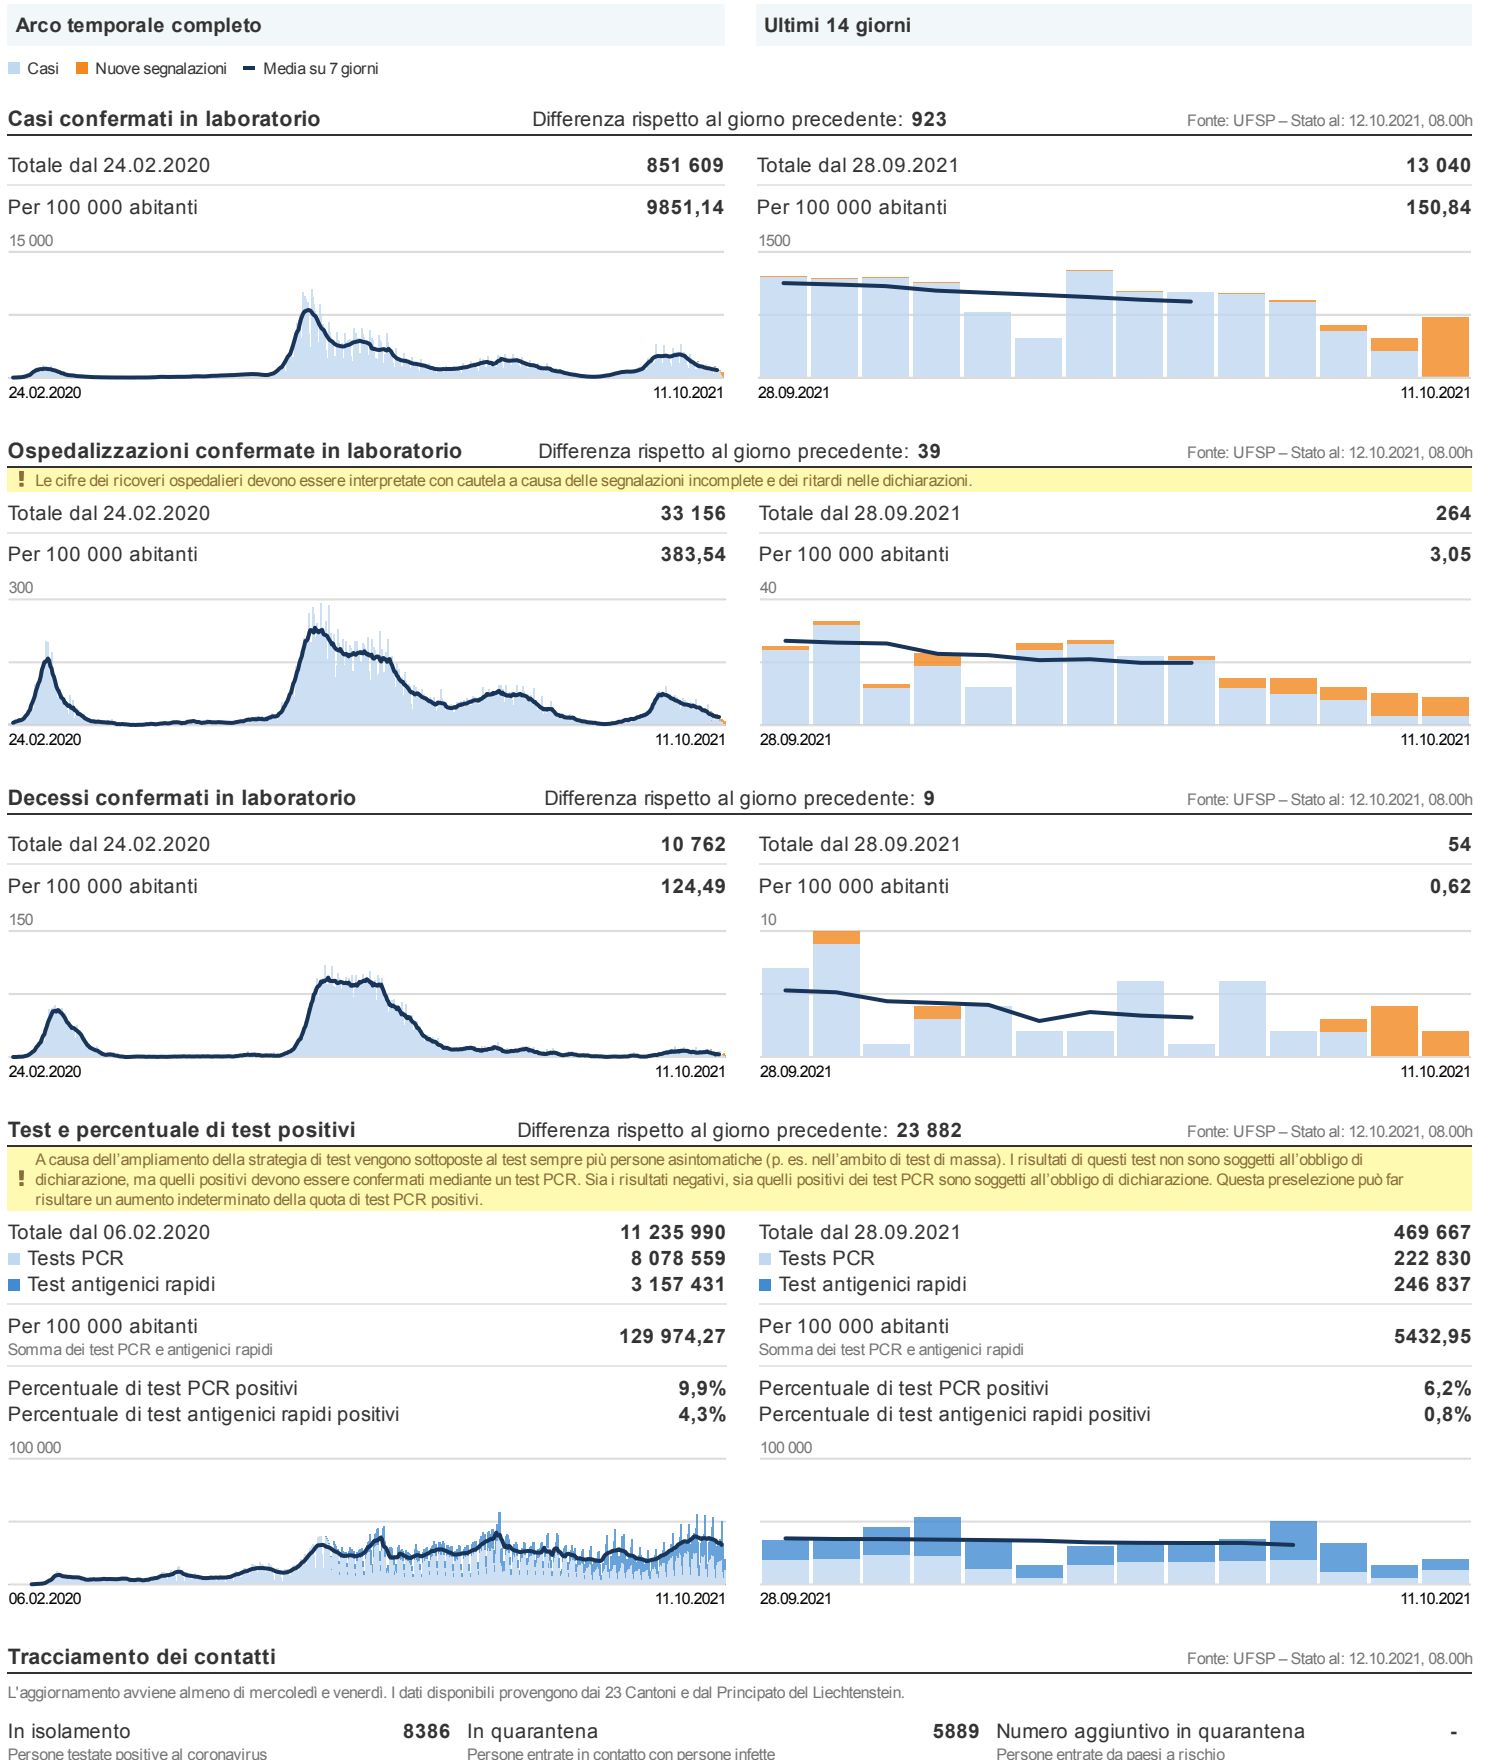 Arco temporale completo
Ultimi 14 giorni
Casi Nuove segnalazioni Media su 7 giorni
Casi confermati in laboratorio Differenza rispetto al giorno precedente: 923 Fonte: UFSP – Stato al: 12.10.2021, 08.00h
Totale dal 24.02.2020 851 609
Per 100 000 abitanti 9851,14
15 000
24.02.2020 11.10.2021
Totale dal 28.09.2021 13 040
Per 100 000 abitanti 150,84
1500
28.09.2021 11.10.2021
Ospedalizzazioni confermate in laboratorio Differenza rispetto al giorno precedente: 39 Fonte: UFSP – Stato al: 12.10.2021, 08.00h
! Le cifre dei ricoveri ospedalieri devono essere interpretate con cautela a causa delle segnalazioni incomplete e dei ritardi nelle dichiarazioni.
Totale dal 24.02.2020 33 156
Per 100 000 abitanti 383,54
300
24.02.2020 11.10.2021
Totale dal 28.09.2021 264
Per 100 000 abitanti 3,05
40
28.09.2021 11.10.2021
Decessi confermati in laboratorio Differenza rispetto al giorno precedente: 9 Fonte: UFSP – Stato al: 12.10.2021, 08.00h
Totale dal 24.02.2020 10 762
Per 100 000 abitanti 124,49
150
24.02.2020 11.10.2021
Totale dal 28.09.2021 54
Per 100 000 abitanti 0,62
10
28.09.2021 11.10.2021
Test e percentuale di test positivi Differenza rispetto al giorno precedente: 23 882 Fonte: UFSP – Stato al: 12.10.2021, 08.00h
A causa dell'ampliamento della strategia di test vengono sottoposte al test sempre più persone asintomatiche (p. es. nell'ambito di test di massa). I risultati di questi test non sono soggetti all'obbligo di
! dichiarazione, ma quelli positivi devono essere confermati mediante un test PCR. Sia i risultati negativi, sia quelli positivi dei test PCR sono soggetti all'obbligo di dichiarazione. Questa preselezione può far
risultare un aumento indeterminato della quota di test PCR positivi.
Totale dal 06.02.2020 11 235 990
Tests PCR 8 078 559
Test antigenici rapidi 3 157 431
Per 100 000 abitanti 129 974,27
Somma dei test PCR e antigenici rapidi
Percentuale di test PCR positivi 9,9%
Percentuale di test antigenici rapidi positivi 4,3%
100 000
06.02.2020 11.10.2021
Totale dal 28.09.2021 469 667
Tests PCR 222 830
Test antigenici rapidi 246 837
Per 100 000 abitanti 5432,95
Somma dei test PCR e antigenici rapidi
Percentuale di test PCR positivi 6,2%
Percentuale di test antigenici rapidi positivi 0,8%
100 000
28.09.2021 11.10.2021
Tracciamento dei contatti Fonte: UFSP – Stato al: 12.10.2021, 08.00h
L'aggiornamento avviene almeno di mercoledì e venerdì. I dati disponibili provengono dai 23 Cantoni e dal Principato del Liechtenstein.
In isolamento 8386
Persone testate positive al coronavirus
In quarantena 5889
Persone entrate in contatto con persone infette
Numero aggiuntivo in quarantena -
Persone entrate da paesi a rischio